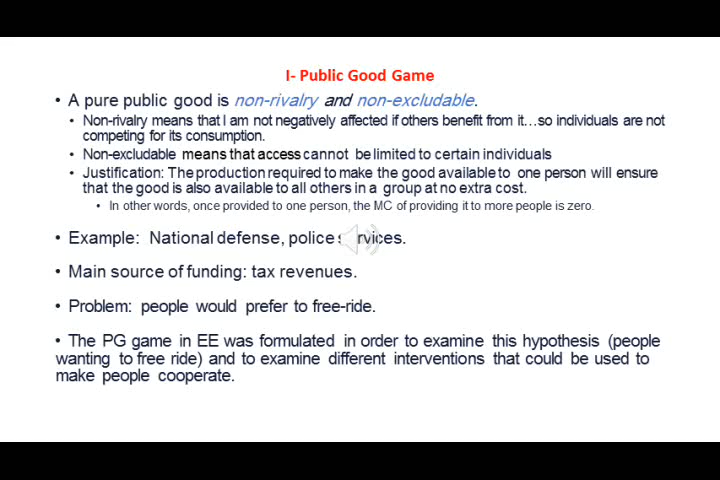 I- Public Good Game
• A pure public good is non-rivalry and non-excludable.
• Non-rivalry means that I am not negatively affected if others benefit from it…so individuals are not
competing for its consumption.
• Non-excludable means that access cannot be limited to certain individuals
• Justification: The production required to make the good available to one person will ensure
that the good is also available to all others in a group at no extra cost.
• In other words, once provided to one person, the MC of providing it to more people is zero.
• Example: National defense, police services.
• Main source of funding: tax revenues.
• Problem: people would prefer to free-ride.
• The PG game in EE was formulated in order to examine this hypothesis (people
wanting to free ride) and to examine different interventions that could be used to
make people cooperate.